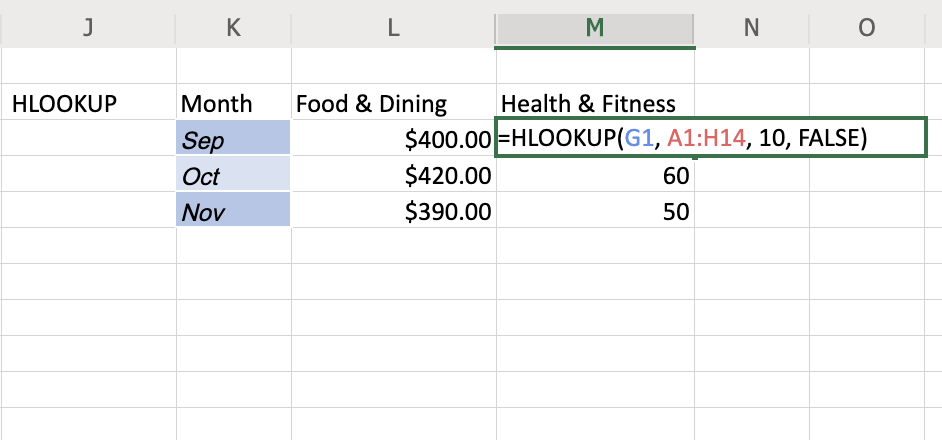 J K L M N O
HLOOKUP Month Food & Dining Health & Fitness
Sep $400.00 =HLOOKUP(G1, A1:H14, 10, FALSE)
Oct $420.00 60
Nov $390.00 50